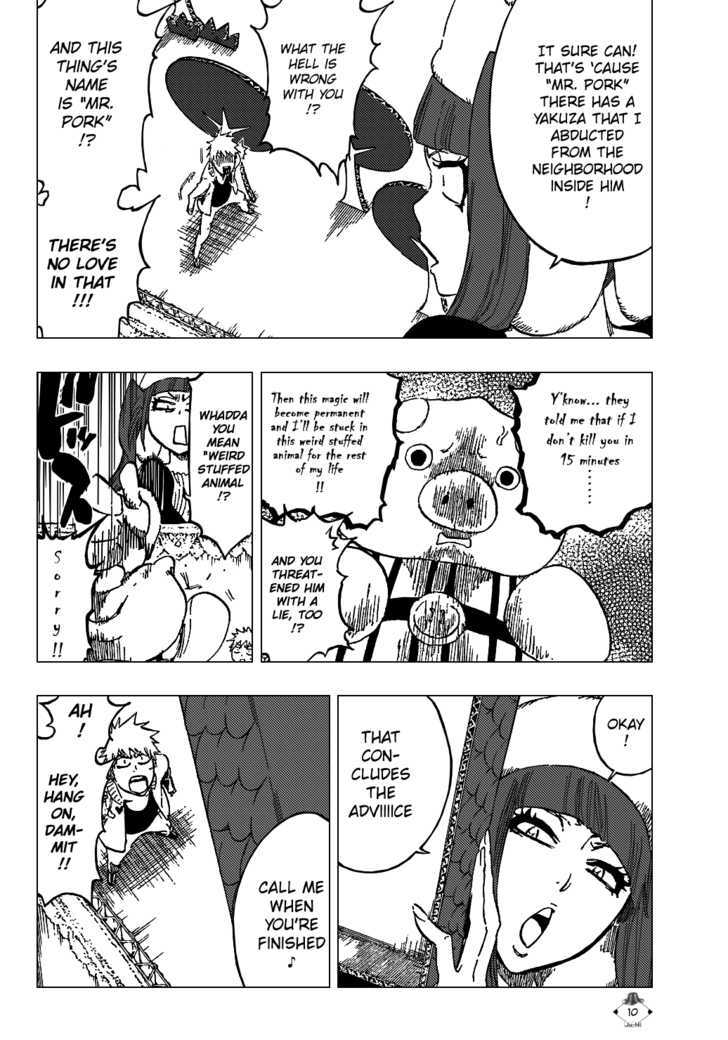 IT SURE CAN!
THAT'S 'CAUSE
"MR. PORK"
THERE HAS A
YAKUZA THAT I
ABDUCTED
FROM THE
NEIGHBORHOOD
INSIDE HIM
!
WHAT THE
HELL IS
WRONG
WITH YOU
!?
AND THIS
THING'S
NAME
IS "MR.
PORK"
!?
THERE'S
NO LOVE
IN THAT
!!!
Y'know... they
told me that if I
don't kill you in
15 minutes
......
Then this magic will
become permanent
and I'll be stuck in
this weird stuffed
animal for the rest
of my life
!!
AND YOU
THREAT-
ENED HIM
WITH A
LIE, TOO
!?
WHADDA
YOU
MEAN
"WEIRD
STUFFED
ANIMAL
!?
Sorry!!
OKAY
!
THAT
CON-
CLUDES
THE
ADVIIIICE
CALL ME
WHEN
YOU'RE
FINISHED
♪
AH
!
HEY,
HANG
ON,
DAM-
MIT
!!
10